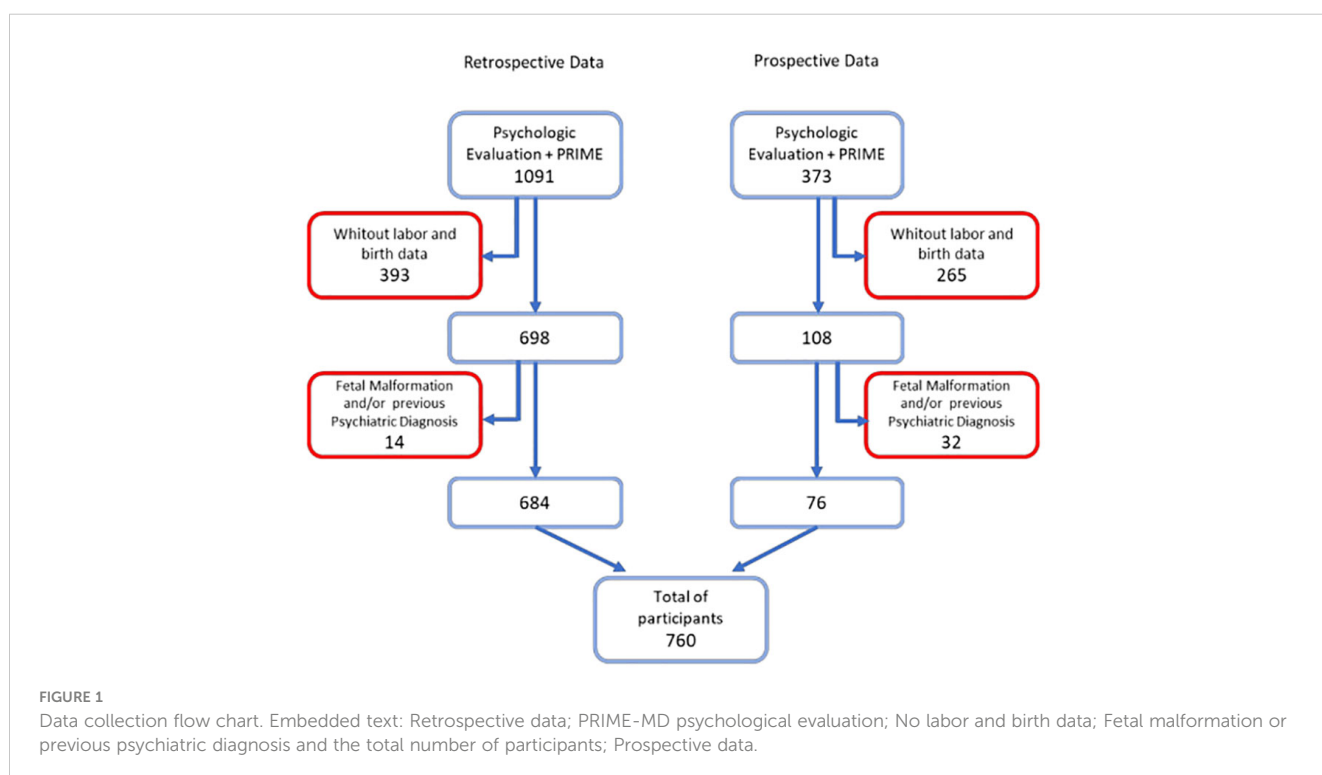 Retrospective Data
Prospective Data
Psychologic
Evaluation + PRIME
1091
Psychologic
Evaluation + PRIME
373
Whitout labor and
birth data
393
Whitout labor and
birth data
265
698
108
Fetal Malformation
and/or previous
Psychiatric Diagnosis
14
Fetal Malformation
and/or previous
Psychiatric Diagnosis
32
684
76
Total of
participants
760
FIGURE 1
Data collection flow chart. Embedded text: Retrospective data; PRIME-MD psychological evaluation; No labor and birth data; Fetal malformation or
previous psychiatric diagnosis and the total number of participants; Prospective data.